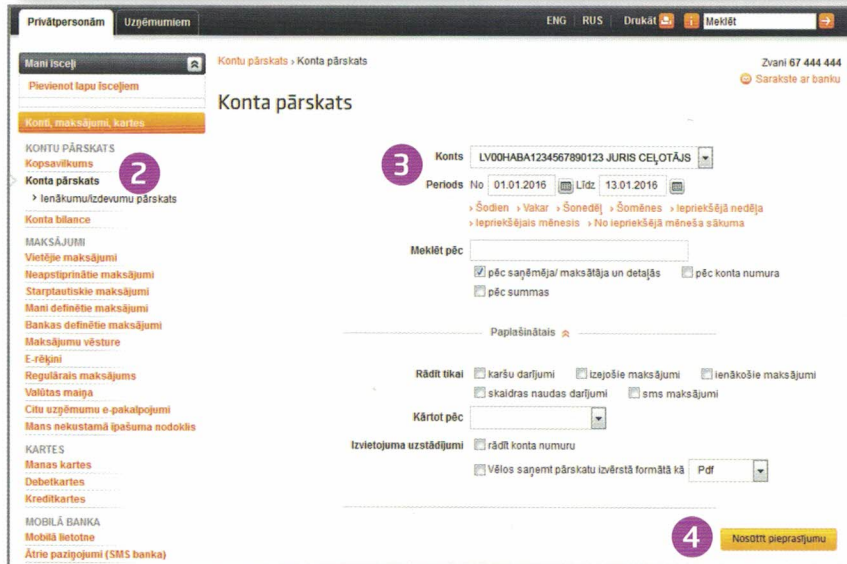 Privātpersonām Uzņēmumiem ENG RUS Drukāt i Meklēt
Mani īsceļi
Pievienot lapu īsceļiem
Konti, maksājumi, kartes
KONTU PĀRSKATS
Kopsavilkums
Konta pārskats
2
> Ienākumu/izdevumu pārskats
Konta bilance
MAKSĀJUMI
Vietējie maksājumi
Neapstiprinātie maksājumi
Starptautiskie maksājumi
Mani definētie maksājumi
Bankas definētie maksājumi
Maksājumu vēsture
E-rēķini
Regulārais maksājums
Valūtas maiņa
Citu uzņēmumu e-pakalpojumi
Mans nekustamā īpašuma nodoklis
KARTES
Manas kartes
Debetkartes
Kredītkartes
MOBILĀ BANKA
Mobilā lietotne
Ātrie paziņojumi (SMS banka)
Kontu pārskats › Konta pārskats
Zvani 67 444 444
Sarakste ar banku
Konta pārskats
3
Konts LV00HABA1234567890123 JURIS CEĻOTĀJS
Periods No 01.01.2016 Līdz 13.01.2016
› Šodien › Vakar › Šonedēļ › Šomēnes › Iepriekšējā nedēļa
› Iepriekšējais mēnesis › No iepriekšējā mēneša sākuma
Meklēt pēc
pēc saņēmēja/ maksātāja un detaļās pēc konta numura
pēc summas
Paplašinātais
Rādīt tikai karšu darījumi izejošie maksājumi ienākošie maksājumi
skaidras naudas darījumi sms maksājumi
Kārtot pēc
Izvietojuma uzstādījumi rādīt konta numuru
Vēlos saņemt pārskatu izvērstā formātā kā Pdf
4 Nosūtīt pieprasījumu